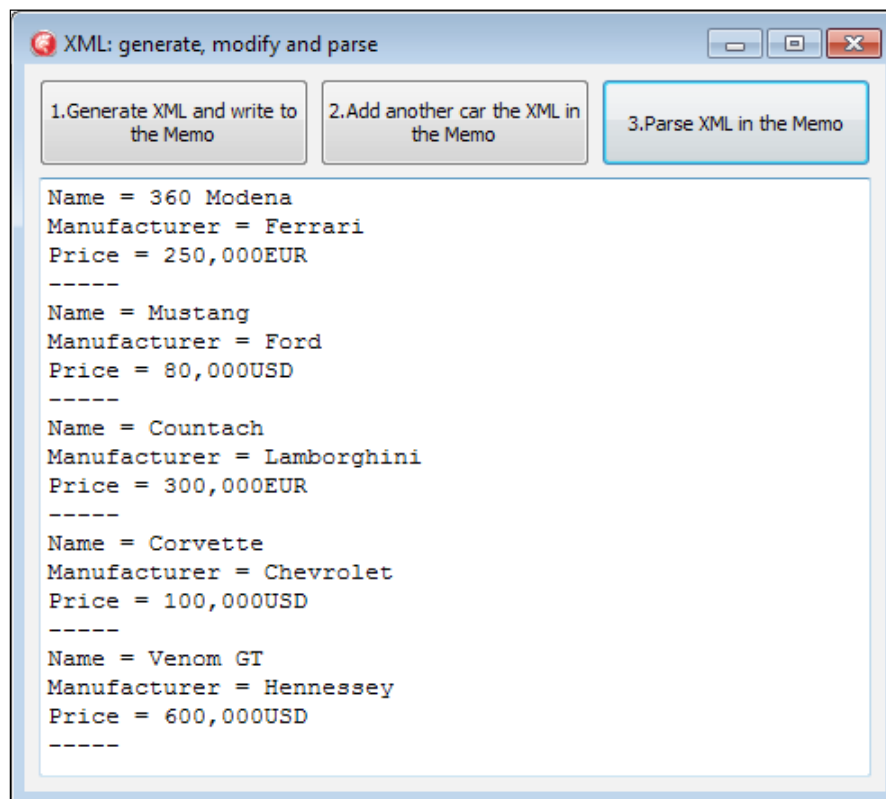 XML: generate, modify and parse
1.Generate XML and write to
the Memo
2.Add another car the XML in
the Memo
3.Parse XML in the Memo
Name = 360 Modena
Manufacturer = Ferrari
Price = 250,000EUR
-----
Name = Mustang
Manufacturer = Ford
Price = 80,000USD
-----
Name = Countach
Manufacturer = Lamborghini
Price = 300,000EUR
-----
Name = Corvette
Manufacturer = Chevrolet
Price = 100,000USD
-----
Name = Venom GT
Manufacturer = Hennessey
Price = 600,000USD
-----